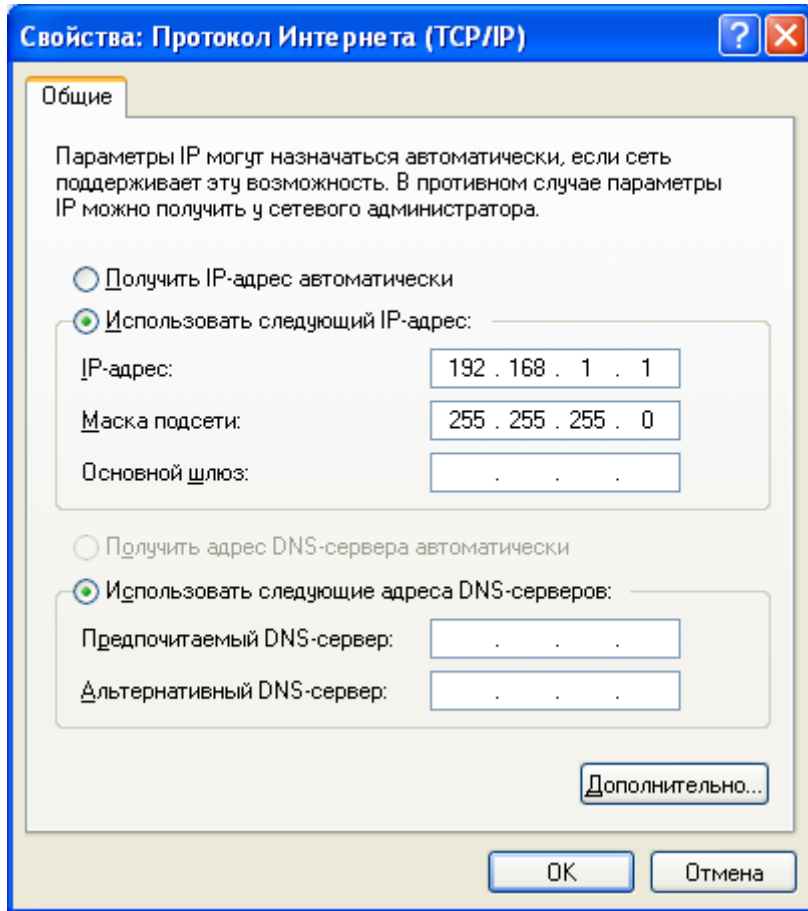 Свойства: Протокол Интернета (TCP/IP)
Общие
Параметры IP могут назначаться автоматически, если сеть
поддерживает эту возможность. В противном случае параметры
IP можно получить у сетевого администратора.
Получить IP-адрес автоматически
Использовать следующий IP-адрес:
IP-адрес: 192 . 168 . 1 . 1
Маска подсети: 255 . 255 . 255 . 0
Основной шлюз: . . .
Получить адрес DNS-сервера автоматически
Использовать следующие адреса DNS-серверов:
Предпочитаемый DNS-сервер: . . .
Альтернативный DNS-сервер: . . .
Дополнительно...
OK Отмена